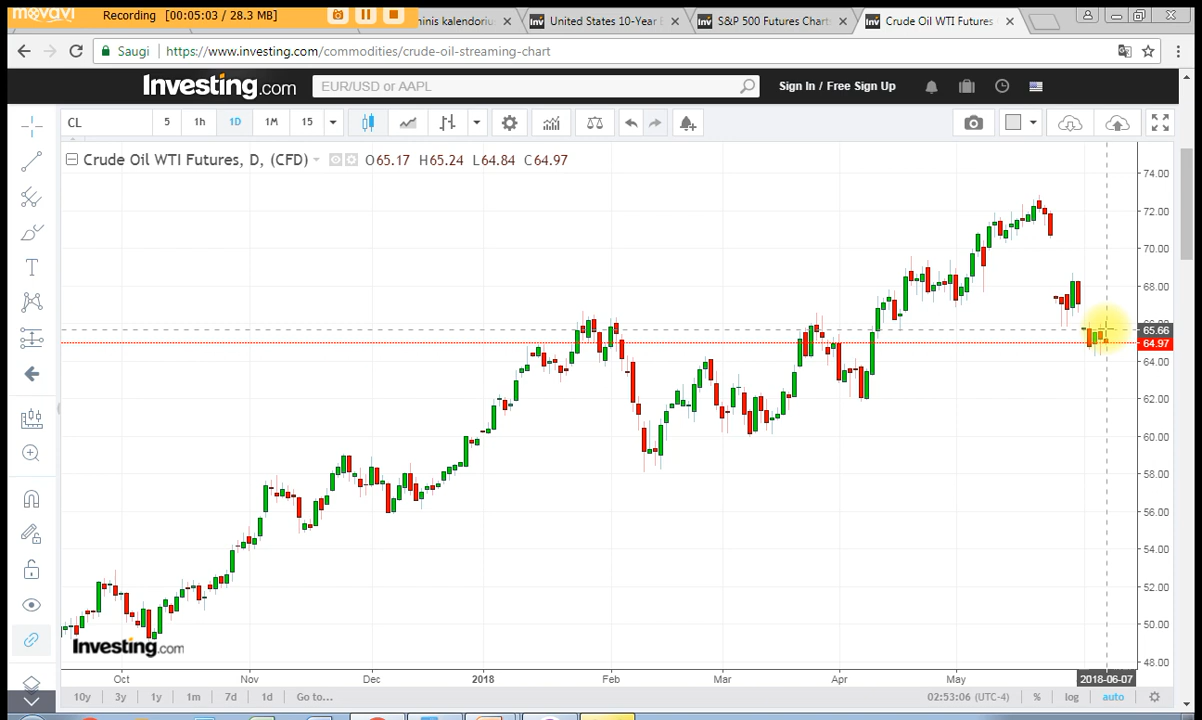 movavi
Recording [00:05:03 / 28.3 MB]
minis kalendorius
United States 10-Year
S&P 500 Futures Chart
Crude Oil WTI Futures
Saugi
https://www.investing.com/commodities/crude-oil-streaming-chart
Investing.com
EUR/USD or AAPL
Sign In / Free Sign Up
CL
5
1h
1D
1M
15
Crude Oil WTI Futures, D, (CFD)
O65.17 H65.24 L64.84 C64.97
74.00
72.00
70.00
68.00
65.66
64.97
64.00
62.00
60.00
58.00
56.00
54.00
52.00
50.00
48.00
Investing.com
Oct
Nov
Dec
2018
Feb
Mar
Apr
May
2018-06-07
10y
3y
1y
1m
7d
1d
Go to...
02:53:06 (UTC-4)
%
log
auto